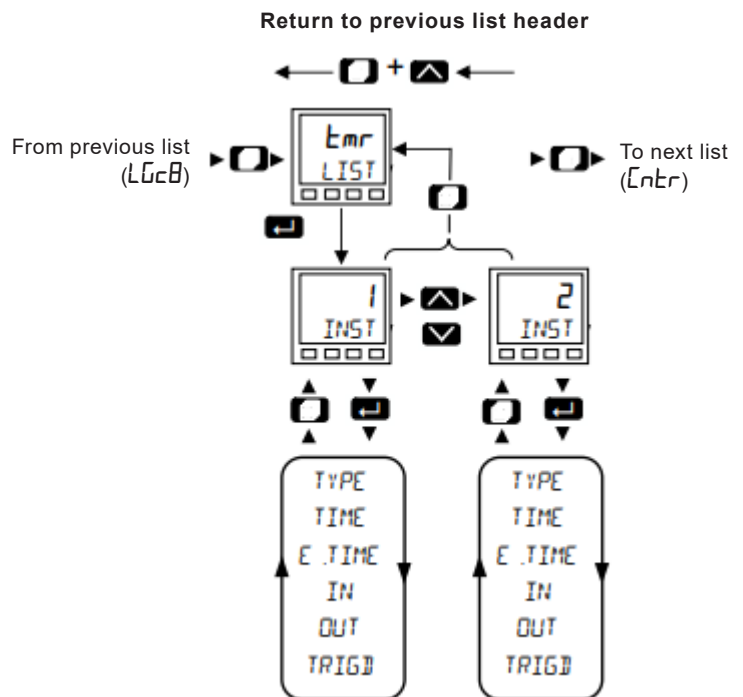 Return to previous list header
+
From previous list
(LGc8)
tmr
LIST
To next list
(Cntr)
1
INST
2
INST
TYPE
TIME
E.TIME
IN
OUT
TRIGD
TYPE
TIME
E.TIME
IN
OUT
TRIGD